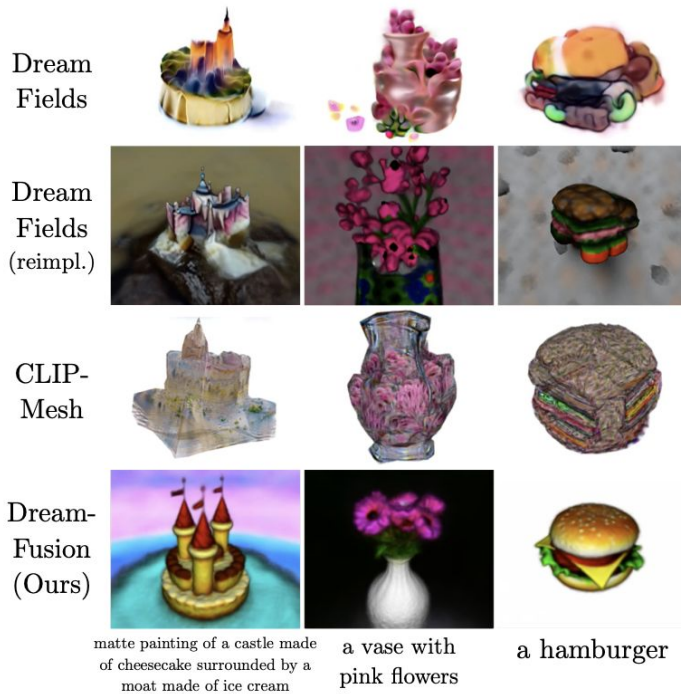 Dream
Fields
Dream
Fields
(reimpl.)
CLIP-
Mesh
Dream-
Fusion
(Ours)
matte painting of a castle made
of cheesecake surrounded by a
moat made of ice cream
a vase with
pink flowers
a hamburger